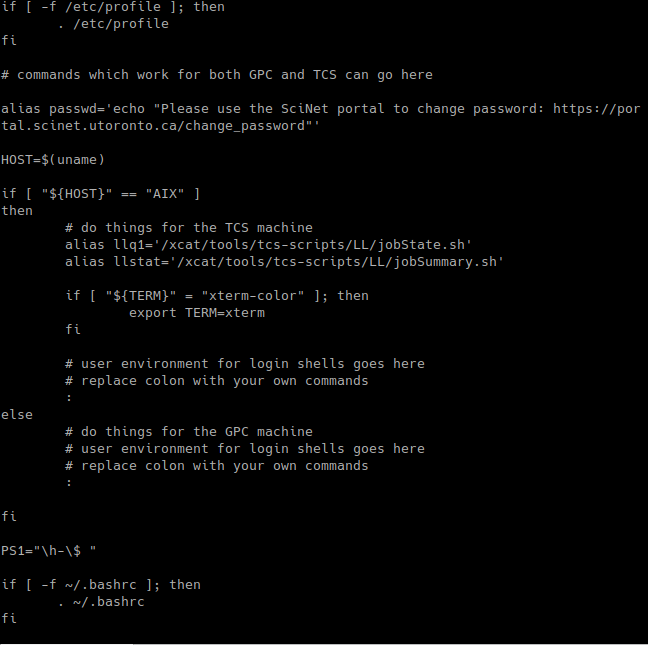 if [ -f /etc/profile ]; then
       . /etc/profile
fi

# commands which work for both GPC and TCS can go here

alias passwd='echo "Please use the SciNet portal to change password: https://por
tal.scinet.utoronto.ca/change_password"'

HOST=$(uname)

if [ "${HOST}" == "AIX" ]
then
        # do things for the TCS machine
        alias llq1='/xcat/tools/tcs-scripts/LL/jobState.sh'
        alias llstat='/xcat/tools/tcs-scripts/LL/jobSummary.sh'

        if [ "${TERM}" = "xterm-color" ]; then
                export TERM=xterm
        fi

        # user environment for login shells goes here
        # replace colon with your own commands
        :
else
        # do things for the GPC machine
        # user environment for login shells goes here
        # replace colon with your own commands
        :

fi

PS1="\h-\$ "

if [ -f ~/.bashrc ]; then
       . ~/.bashrc
fi